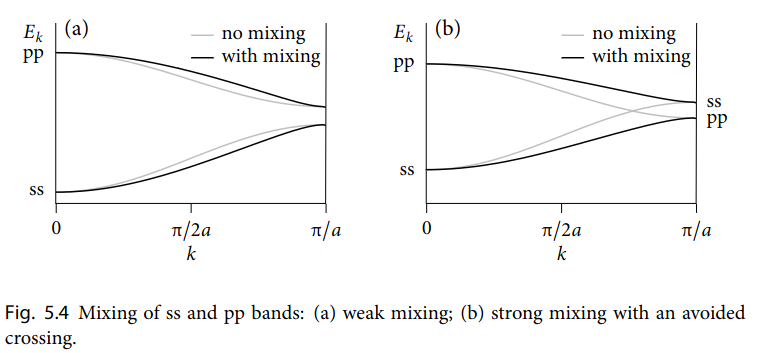 (a)
E_k
pp
no mixing
with mixing
ss
0
π/2a
π/a
k
(b)
E_k
pp
no mixing
with mixing
ss
pp
ss
0
π/2a
π/a
k
Fig. 5.4 Mixing of ss and pp bands: (a) weak mixing; (b) strong mixing with an avoided
crossing.